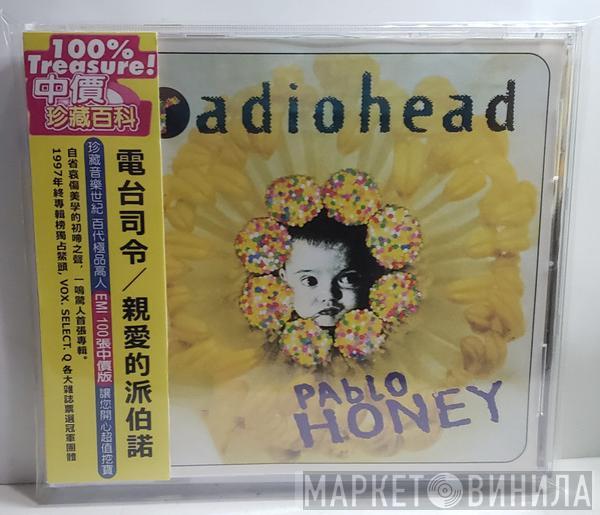 100%
Treasure!
中價
珍藏百科
電台司令／親愛的派伯諾
珍藏音樂世紀 百代極品高人 EMI 100張中價版 讓您開心超值挖寶
自省哀傷美學的初啼之聲，一鳴驚人首張專輯。
1997年終專輯榜獨占鰲頭, VOX. SELECT. Q 各大雜誌票選冠軍團體
radiohead
PAbLO
HONEY
МАРКЕТ ВИНИЛА